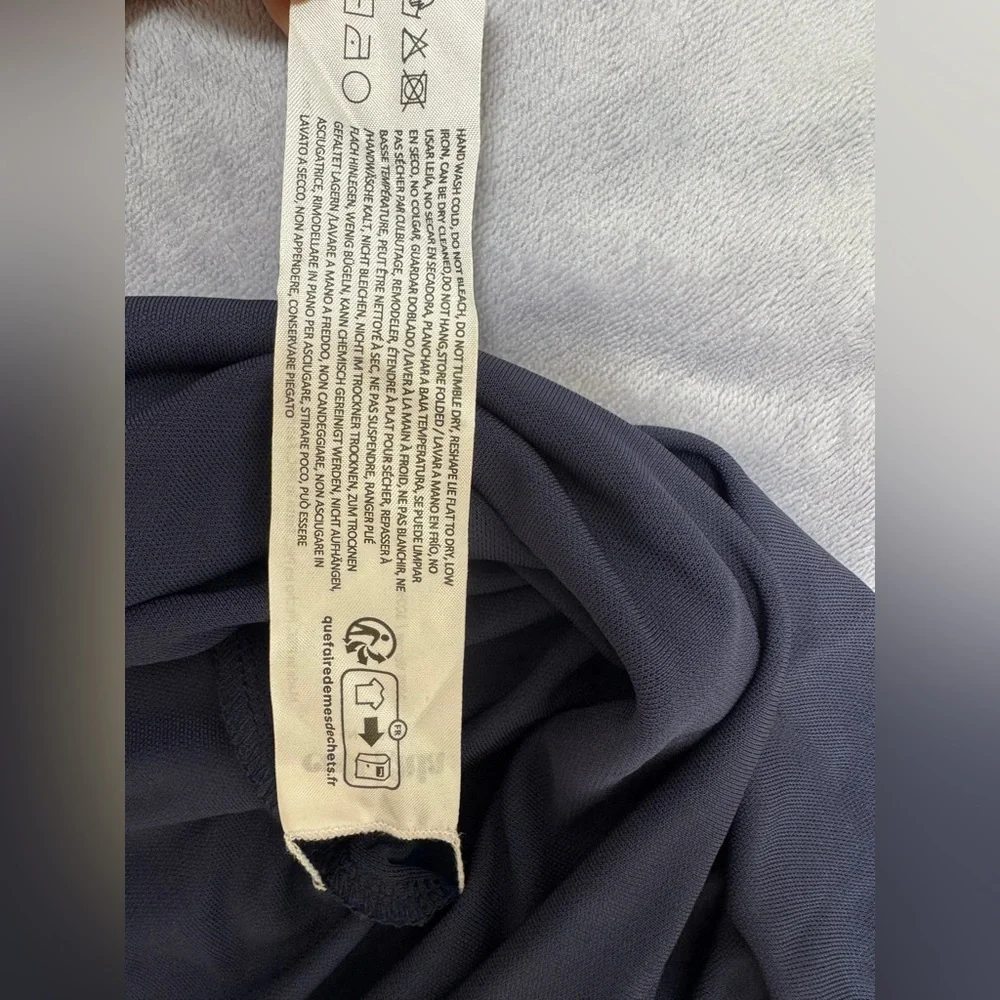 HAND WASH COLD, DO NOT BLEACH, DO NOT TUMBLE DRY, RESHAPE LIE FLAT TO DRY, LOW
IRON, CAN BE DRY CLEANED,DO NOT HANG,STORE FOLDED / LAVAR A MANO EN FRÍO, NO
USAR LEJÍA, NO SECAR EN SECADORA, PLANCHAR A BAJA TEMPERATURA, SE PUEDE LIMPIAR
EN SECO, NO COLGAR, GUARDAR DOBLADO /LAVER À LA MAIN À FROID, NE PAS BLANCHIR, NE
PAS SÉCHER PAR CULBUTAGE, REMODELER, ÉTENDRE À PLAT POUR SÉCHER, REPASSER À
BASSE TEMPÉRATURE, PEUT ÊTRE NETTOYÉ À SEC, NE PAS SUSPENDRE, RANGER PLIÉ
/HANDWÄSCHE KALT, NICHT BLEICHEN, NICHT IM TROCKNER TROCKNEN, ZUM TROCKNEN
FLACH HINLEGEN, WENIG BÜGELN, KANN CHEMISCH GEREINIGT WERDEN, NICHT AUFHÄNGEN,
GEFALTET LAGERN /LAVARE A MANO A FREDDO, NON CANDEGGIARE, NON ASCIUGARE IN
ASCIUGATRICE, RIMODELLARE IN PIANO PER ASCIUGARE, STIRARE POCO, PUÒ ESSERE
LAVATO A SECCO, NON APPENDERE, CONSERVARE PIEGATO
FR
quefairedemesdechets.fr